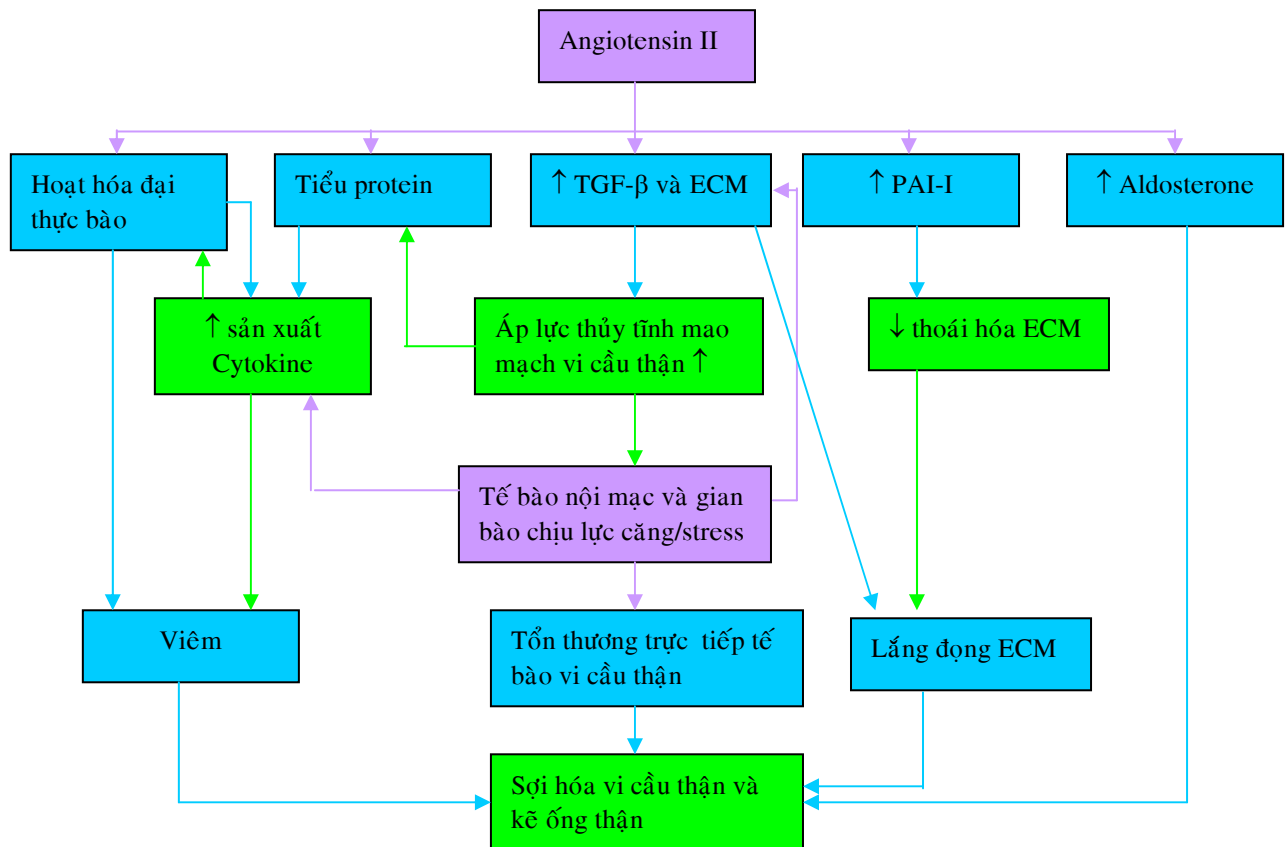 Angiotensin II
Hoạt hóa đại
thực bào
Tiểu protein
↑ TGF-β và ECM
↑ PAI-I
↑ Aldosterone
↑ sản xuất
Cytokine
Áp lực thủy tĩnh mao
mạch vi cầu thận ↑
↓ thoái hóa ECM
Tế bào nội mạc và gian
bào chịu lực căng/stress
Viêm
Tổn thương trực tiếp tế
bào vi cầu thận
Lắng đọng ECM
Sợi hóa vi cầu thận và
kẽ ống thận